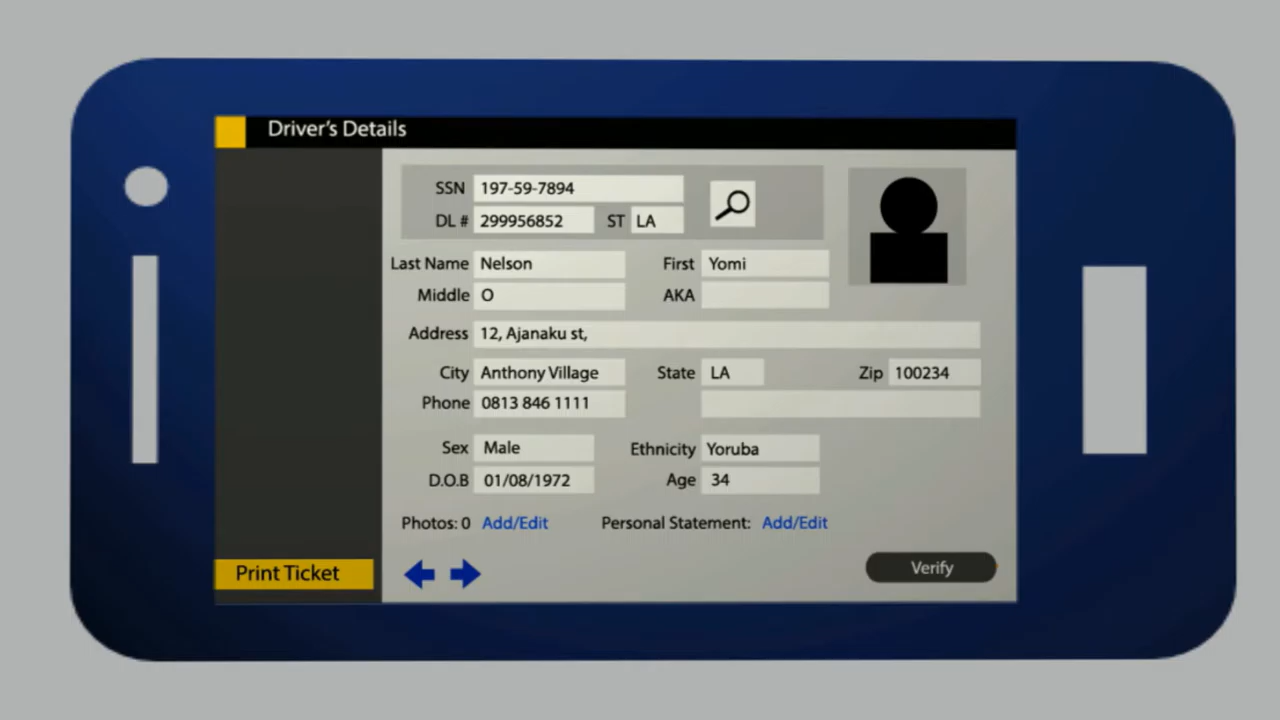 Driver's Details
SSN 197-59-7894
DL # 299956852 ST LA
Last Name Nelson First Yomi
Middle O AKA
Address 12, Ajanaku st,
City Anthony Village State LA Zip 100234
Phone 0813 846 1111
Sex Male Ethnicity Yoruba
D.O.B 01/08/1972 Age 34
Photos: 0 Add/Edit Personal Statement: Add/Edit
Print Ticket
Verify